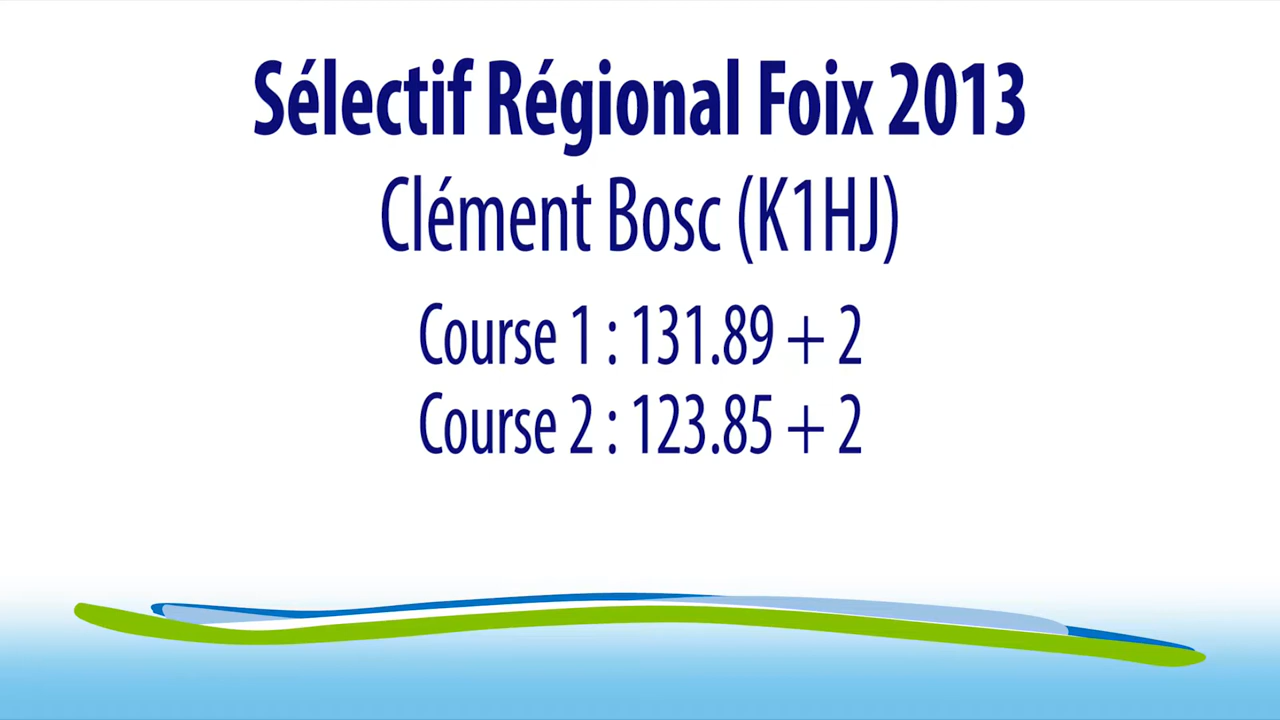 Sélectif Régional Foix 2013
Clément Bosc (K1HJ)
Course 1 : 131.89 + 2
Course 2 : 123.85 + 2